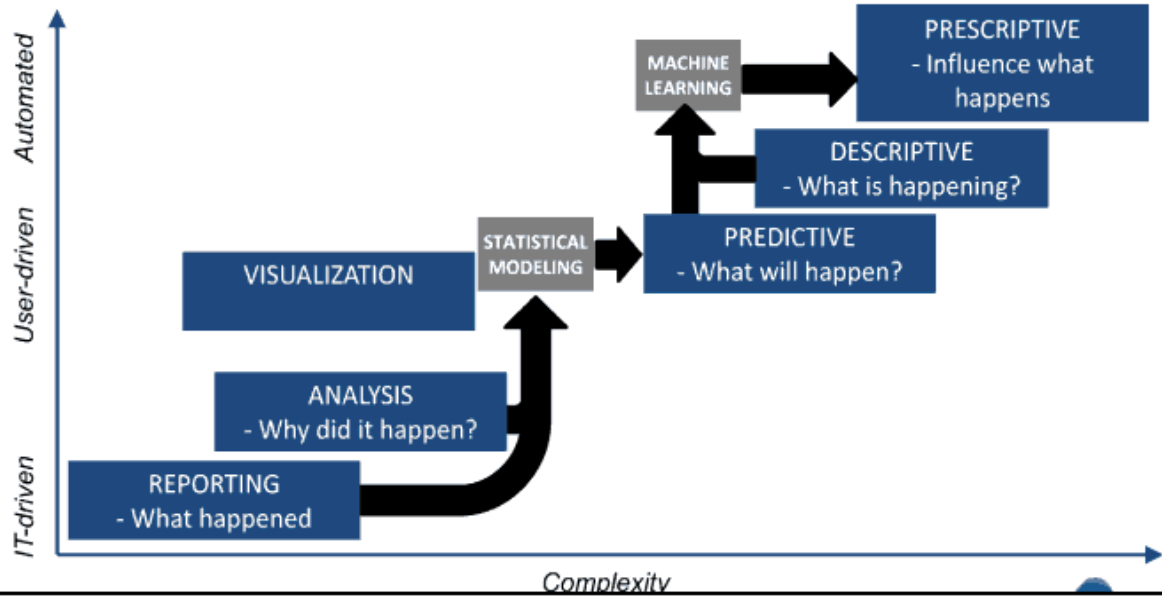 Automated
User-driven
IT-driven
PRESCRIPTIVE
- Influence what
happens
MACHINE
LEARNING
DESCRIPTIVE
- What is happening?
PREDICTIVE
- What will happen?
STATISTICAL
MODELING
VISUALIZATION
ANALYSIS
- Why did it happen?
REPORTING
- What happened
Complexity